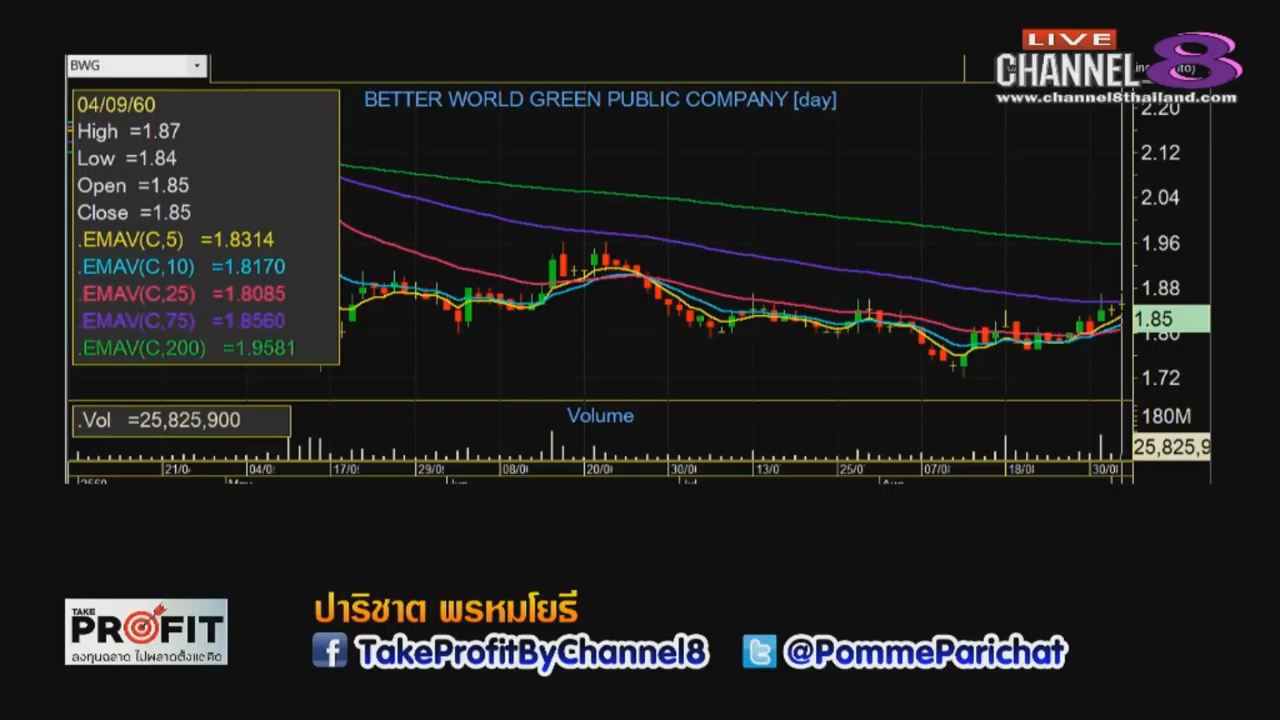 LIVE
CHANNEL 8
www.channel8thailand.com
BWG
BETTER WORLD GREEN PUBLIC COMPANY [day]
04/09/60
High =1.87
Low =1.84
Open =1.85
Close =1.85
.EMAV(C,5) =1.8314
.EMAV(C,10) =1.8170
.EMAV(C,25) =1.8085
.EMAV(C,75) =1.8560
.EMAV(C,200) =1.9581
2.20
2.12
2.04
1.96
1.88
1.85
1.80
1.72
.Vol =25,825,900
Volume
180M
25,825,9
21/0 04/0 17/0 29/0 08/0 20/0 30/0 13/0 25/0 07/0 18/0 30/0
TAKE
PROFIT
ลงทุนฉลาด ไม่พลาดตั้งแต่คิด
ปาริชาต พรหมโยธี
f TakeProfitByChannel8
t @PommeParichat